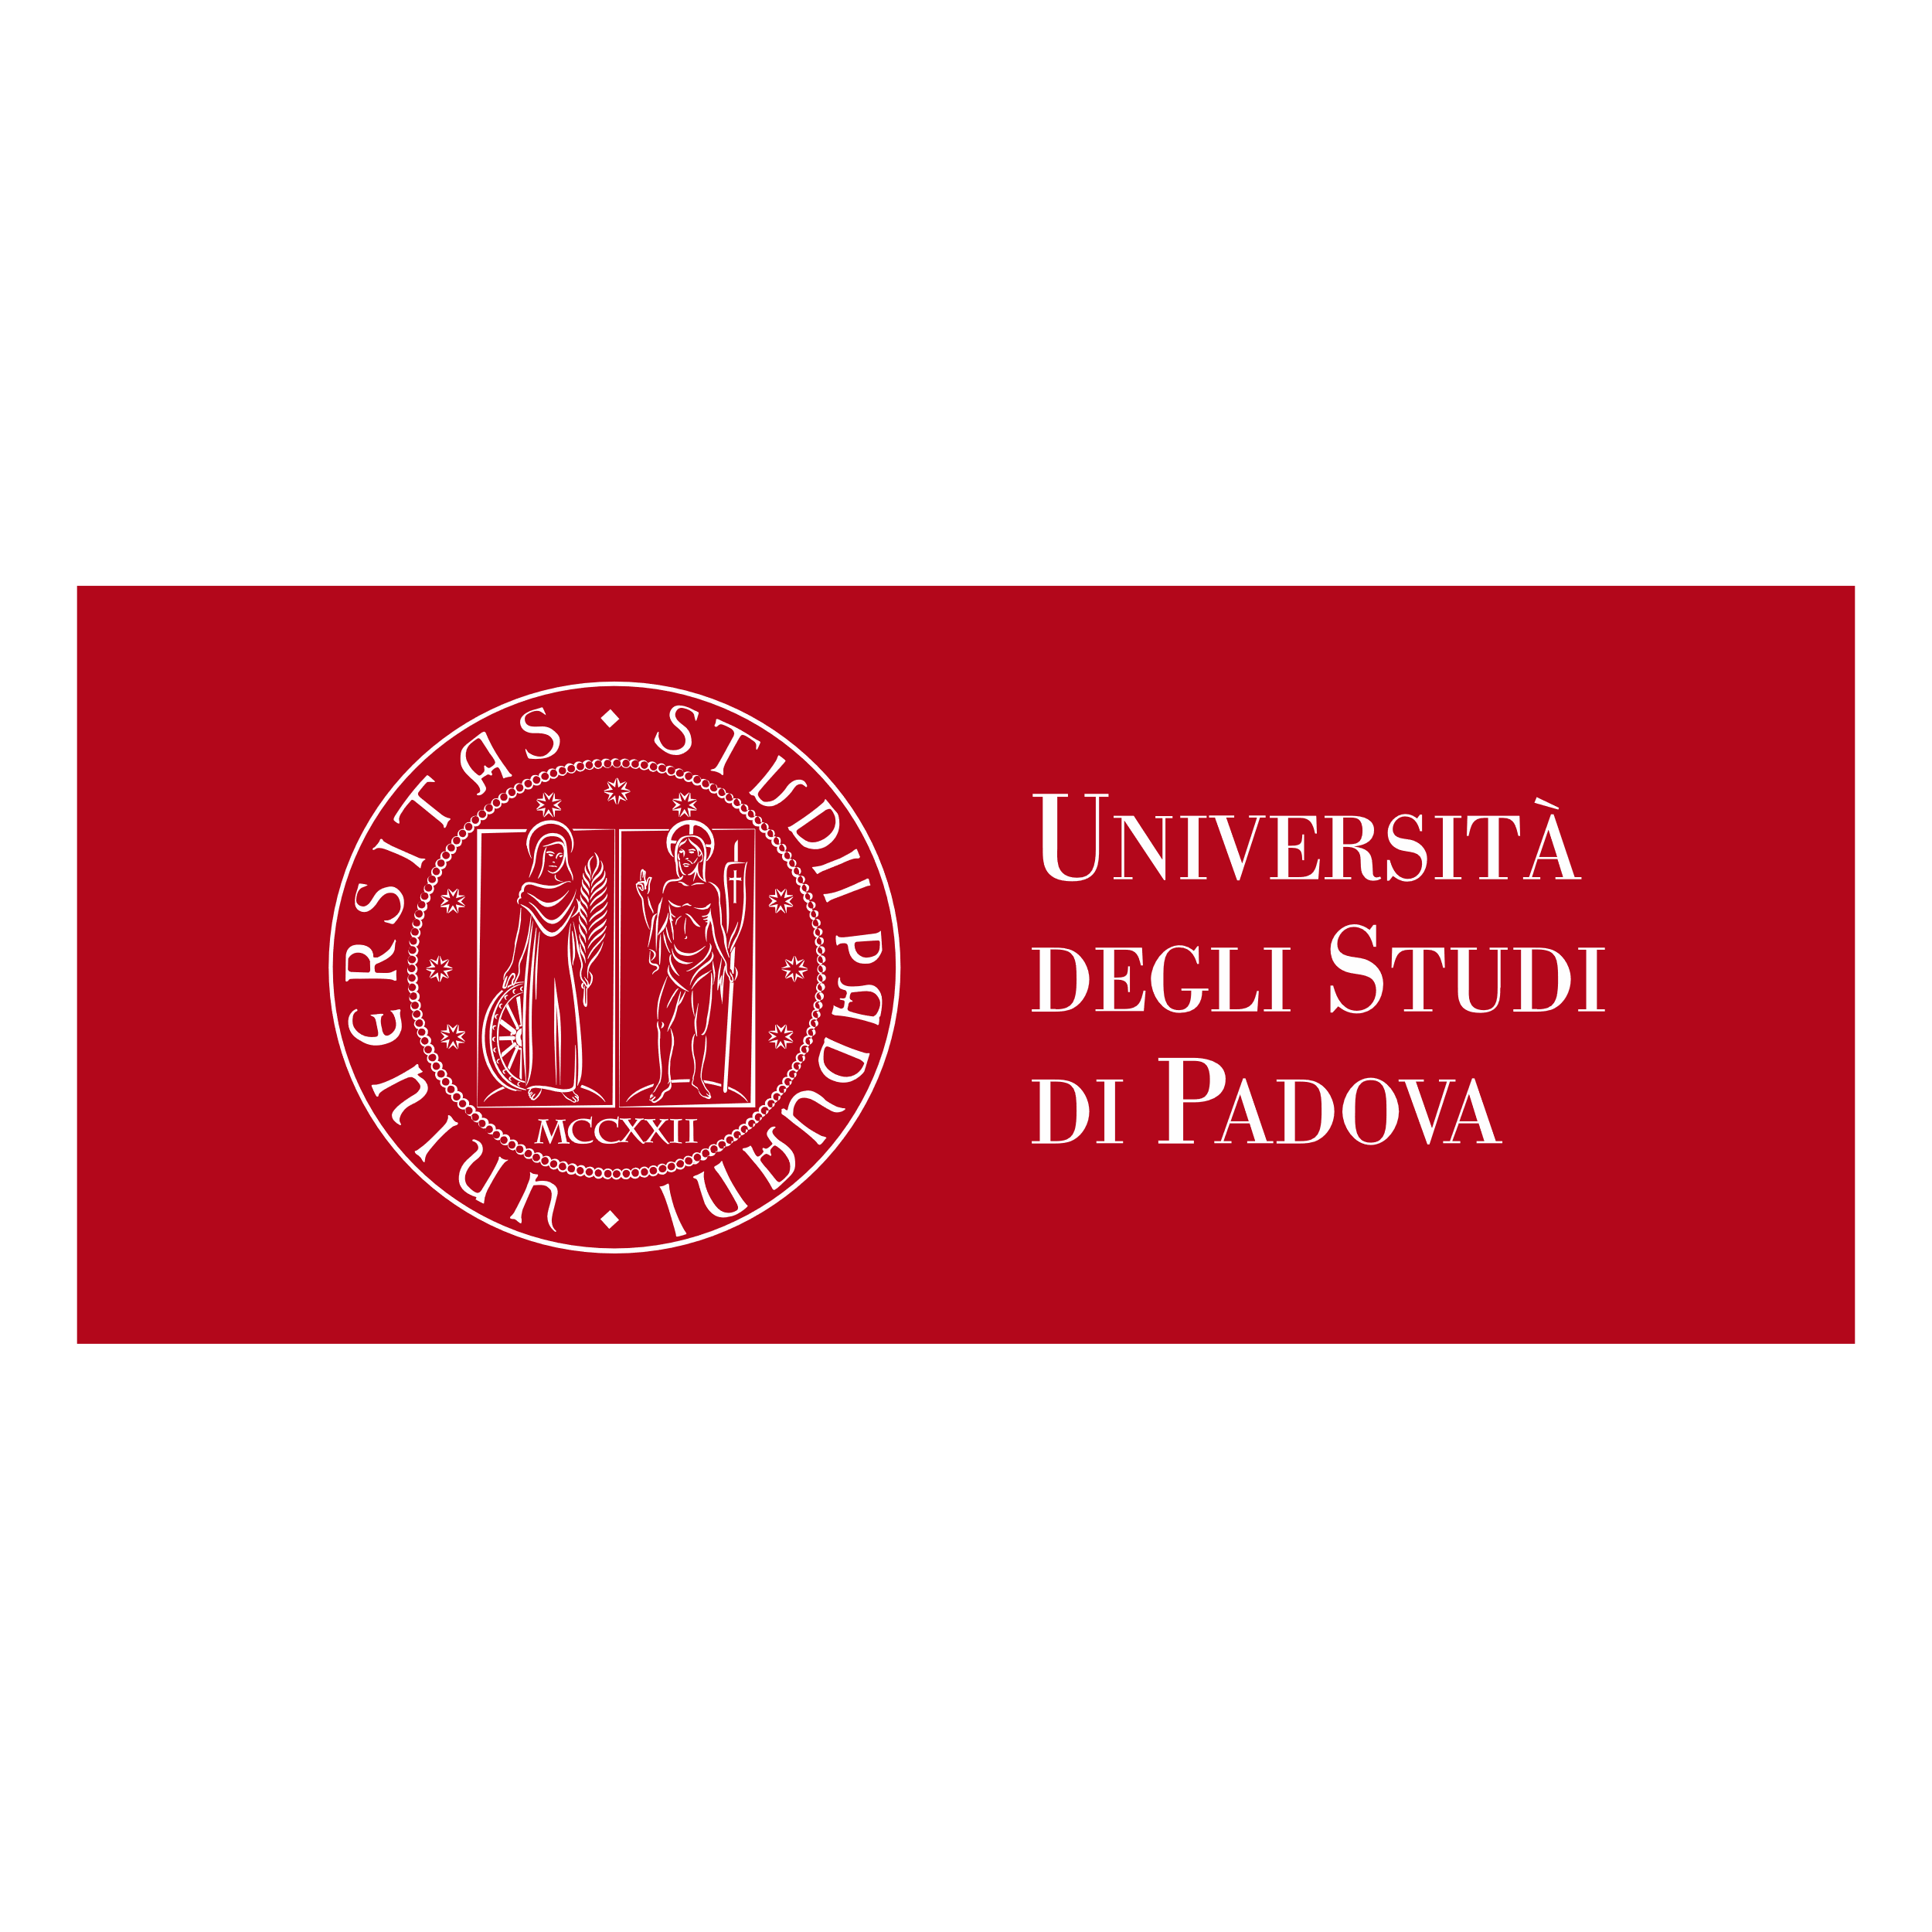 UNIVERSITAS STUDII PADUANI
MCCXXII
UNIVERSITÀ
DEGLI STUDI
DI PADOVA